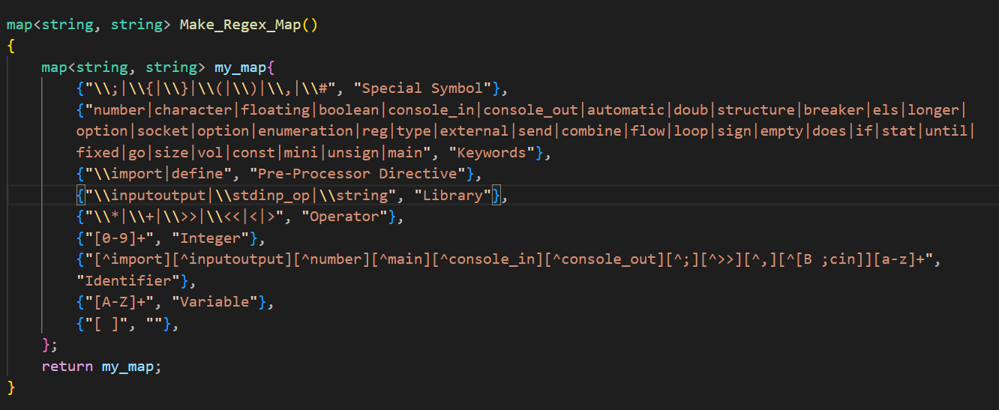 map<string, string> Make_Regex_Map()
{
    map<string, string> my_map{
        {"\\;|\\{|\\}|\\(|\\)|\\,|\\#", "Special Symbol"},
        {"number|character|floating|boolean|console_in|console_out|automatic|doub|structure|breaker|els|longer|
        option|socket|option|enumeration|reg|type|external|send|combine|flow|loop|sign|empty|does|if|stat|until|
        fixed|go|size|vol|const|mini|unsign|main", "Keywords"},
        {"\\import|define", "Pre-Processor Directive"},
        {"\\inputoutput|\\stdinp_op|\\string", "Library"},
        {"\\*|\\+|\\>>|\\<<|<|>", "Operator"},
        {"[0-9]+", "Integer"},
        {"[^import][^inputoutput][^number][^main][^console_in][^console_out][^;][^>>][^,][^[B ;cin]][a-z]+",
        "Identifier"},
        {"[A-Z]+", "Variable"},
        {"[ ]", ""},
    };
    return my_map;
}